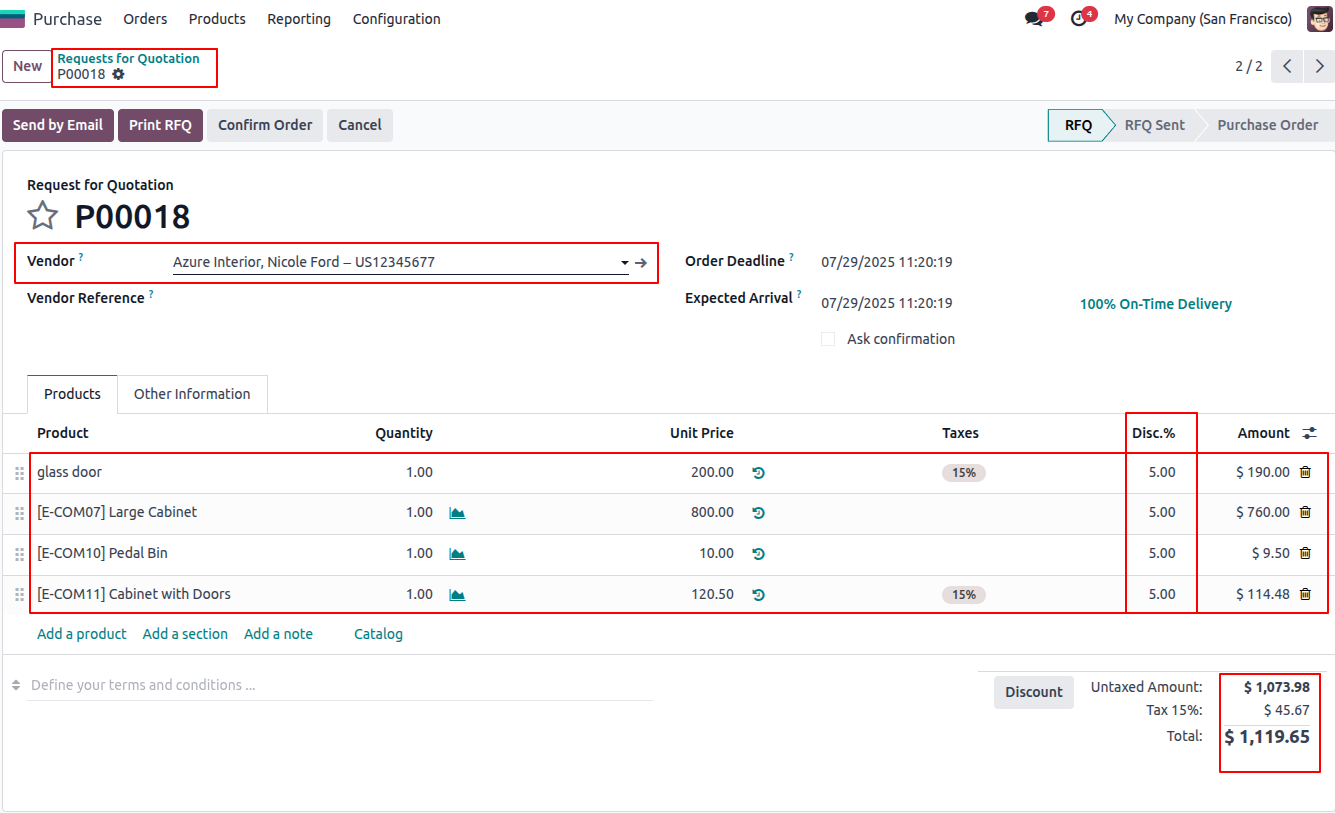 Purchase Orders Products Reporting Configuration 7 4 My Company (San Francisco)
New Requests for Quotation
P00018 2 / 2
Send by Email Print RFQ Confirm Order Cancel RFQ RFQ Sent Purchase Order
Request for Quotation
P00018
Vendor ? Azure Interior, Nicole Ford – US12345677 Order Deadline ? 07/29/2025 11:20:19
Vendor Reference ? Expected Arrival ? 07/29/2025 11:20:19 100% On-Time Delivery
Ask confirmation
Products Other Information
Product Quantity Unit Price Taxes Disc.% Amount
glass door 1.00 200.00 15% 5.00 $ 190.00
[E-COM07] Large Cabinet 1.00 800.00 5.00 $ 760.00
[E-COM10] Pedal Bin 1.00 10.00 5.00 $ 9.50
[E-COM11] Cabinet with Doors 1.00 120.50 15% 5.00 $ 114.48
Add a product Add a section Add a note Catalog
Define your terms and conditions ... Discount Untaxed Amount: $ 1,073.98
Tax 15%: $ 45.67
Total: $ 1,119.65